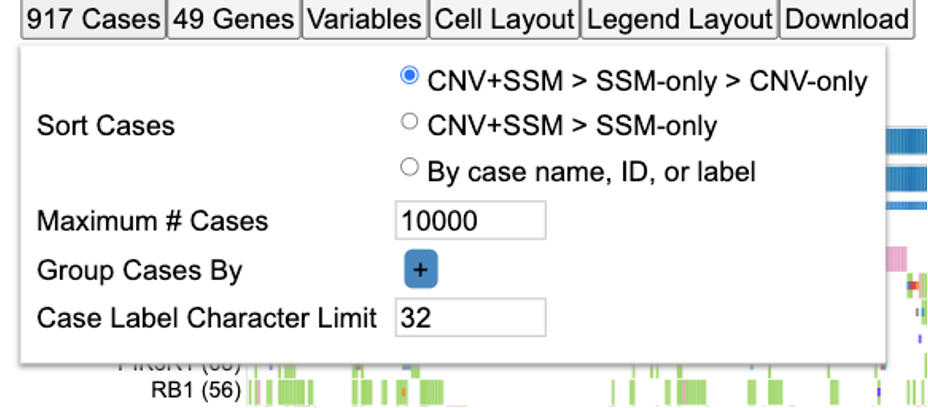 917 Cases 49 Genes Variables Cell Layout Legend Layout Download
CNV+SSM > SSM-only > CNV-only
Sort Cases
CNV+SSM > SSM-only
By case name, ID, or label
Maximum # Cases 10000
Group Cases By +
Case Label Character Limit 32
RB1 (56)